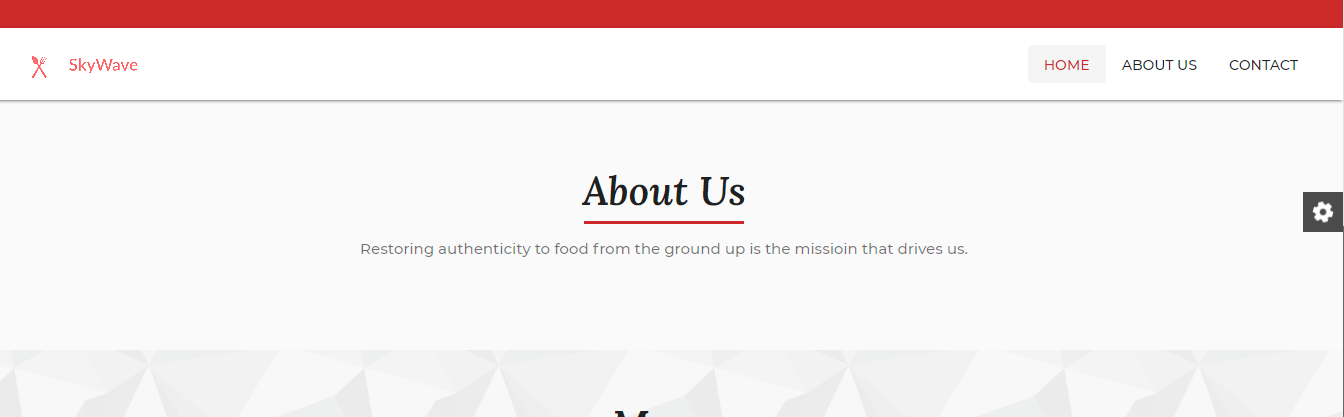 SkyWave
HOME ABOUT US CONTACT
About Us
Restoring authenticity to food from the ground up is the missioin that drives us.